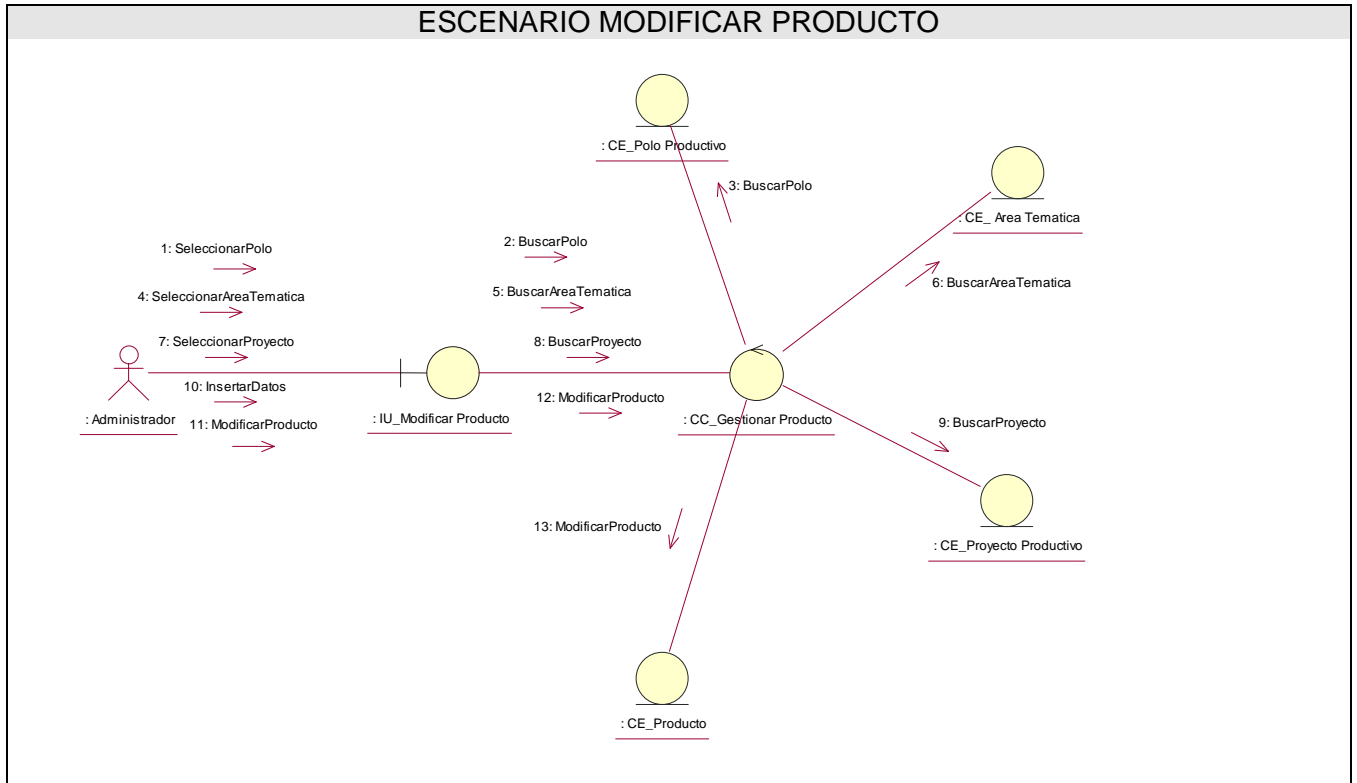 ESCENARIO MODIFICAR PRODUCTO
: CE_Polo Productivo
3: BuscarPolo
: CE_ Area Tematica
6: BuscarAreaTematica
1: SeleccionarPolo
2: BuscarPolo
4: SeleccionarAreaTematica
5: BuscarAreaTematica
7: SeleccionarProyecto
8: BuscarProyecto
10: InsertarDatos
12: ModificarProducto
: Administrador
11: ModificarProducto
: IU_Modificar Producto
: CC_Gestionar Producto
9: BuscarProyecto
13: ModificarProducto
: CE_Proyecto Productivo
: CE_Producto